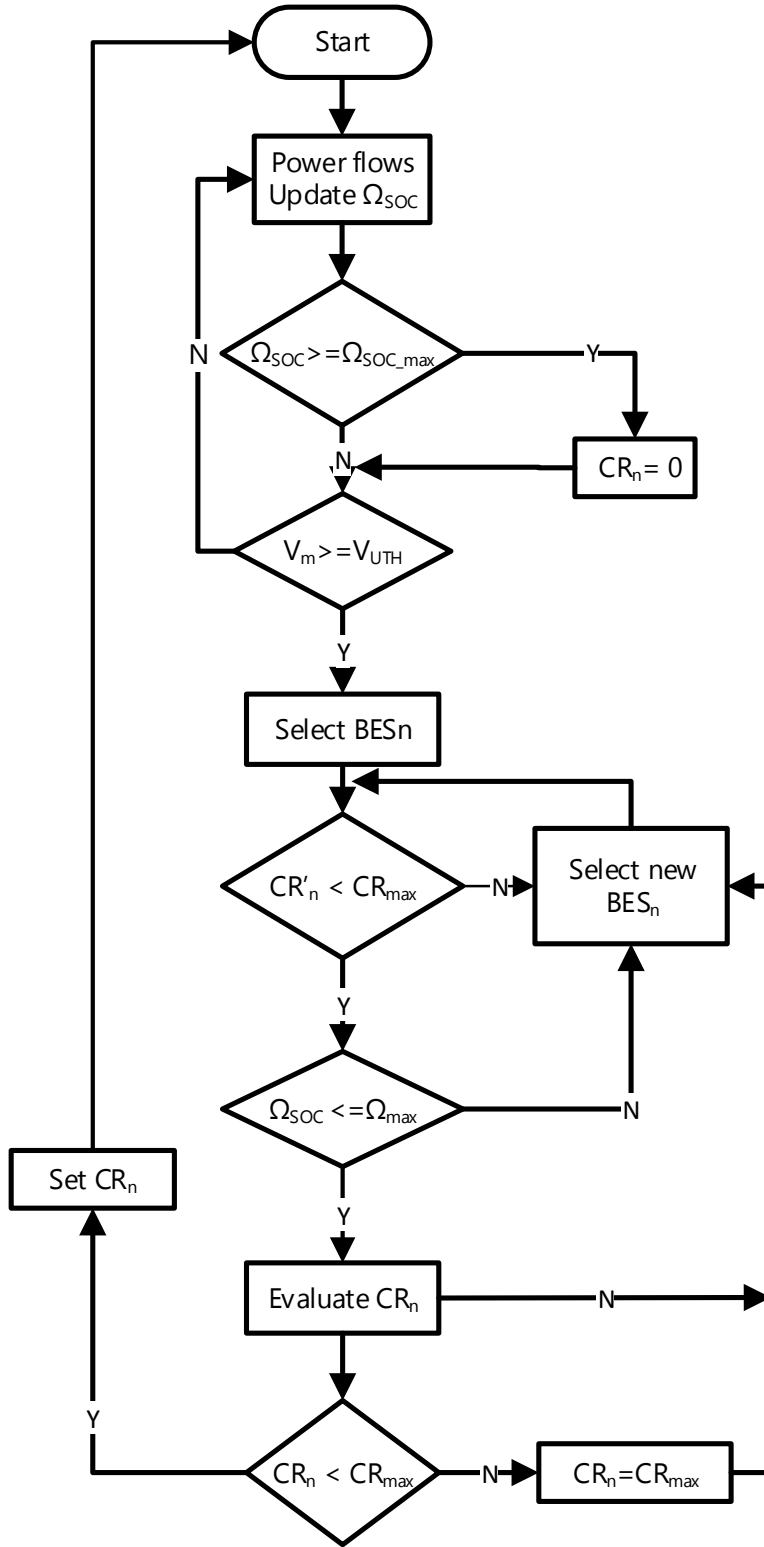 Start
Power flows
Update Ω_SOC
Ω_SOC>=Ω_SOC_max
Y
N
N
CR_n= 0
V_m>=V_UTH
Y
Select BESn
CR’_n < CR_max
N
Select new
BES_n
Y
Ω_SOC <=Ω_max
N
Set CR_n
Y
Evaluate CR_n
N
Y
CR_n < CR_max
N
CR_n=CR_max